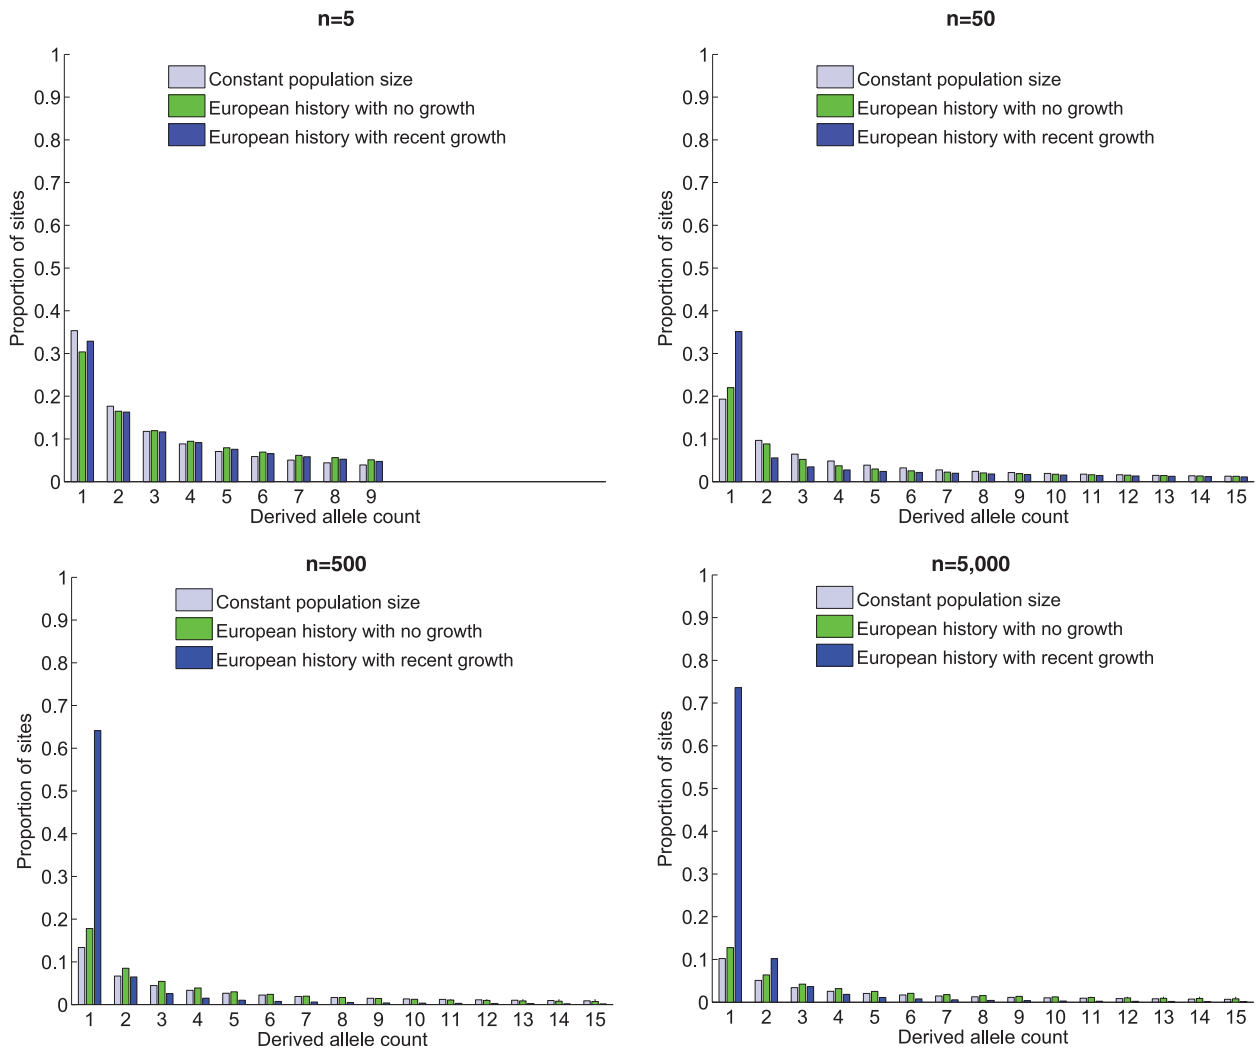 n=5
1
0.9
0.8
0.7
0.6
0.5
0.4
0.3
0.2
0.1
0
Proportion of sites
Constant population size
European history with no growth
European history with recent growth
1 2 3 4 5 6 7 8 9
Derived allele count
n=50
1
0.9
0.8
0.7
0.6
0.5
0.4
0.3
0.2
0.1
0
Proportion of sites
Constant population size
European history with no growth
European history with recent growth
1 2 3 4 5 6 7 8 9 10 11 12 13 14 15
Derived allele count
n=500
1
0.9
0.8
0.7
0.6
0.5
0.4
0.3
0.2
0.1
0
Proportion of sites
Constant population size
European history with no growth
European history with recent growth
1 2 3 4 5 6 7 8 9 10 11 12 13 14 15
Derived allele count
n=5,000
1
0.9
0.8
0.7
0.6
0.5
0.4
0.3
0.2
0.1
0
Proportion of sites
Constant population size
European history with no growth
European history with recent growth
1 2 3 4 5 6 7 8 9 10 11 12 13 14 15
Derived allele count